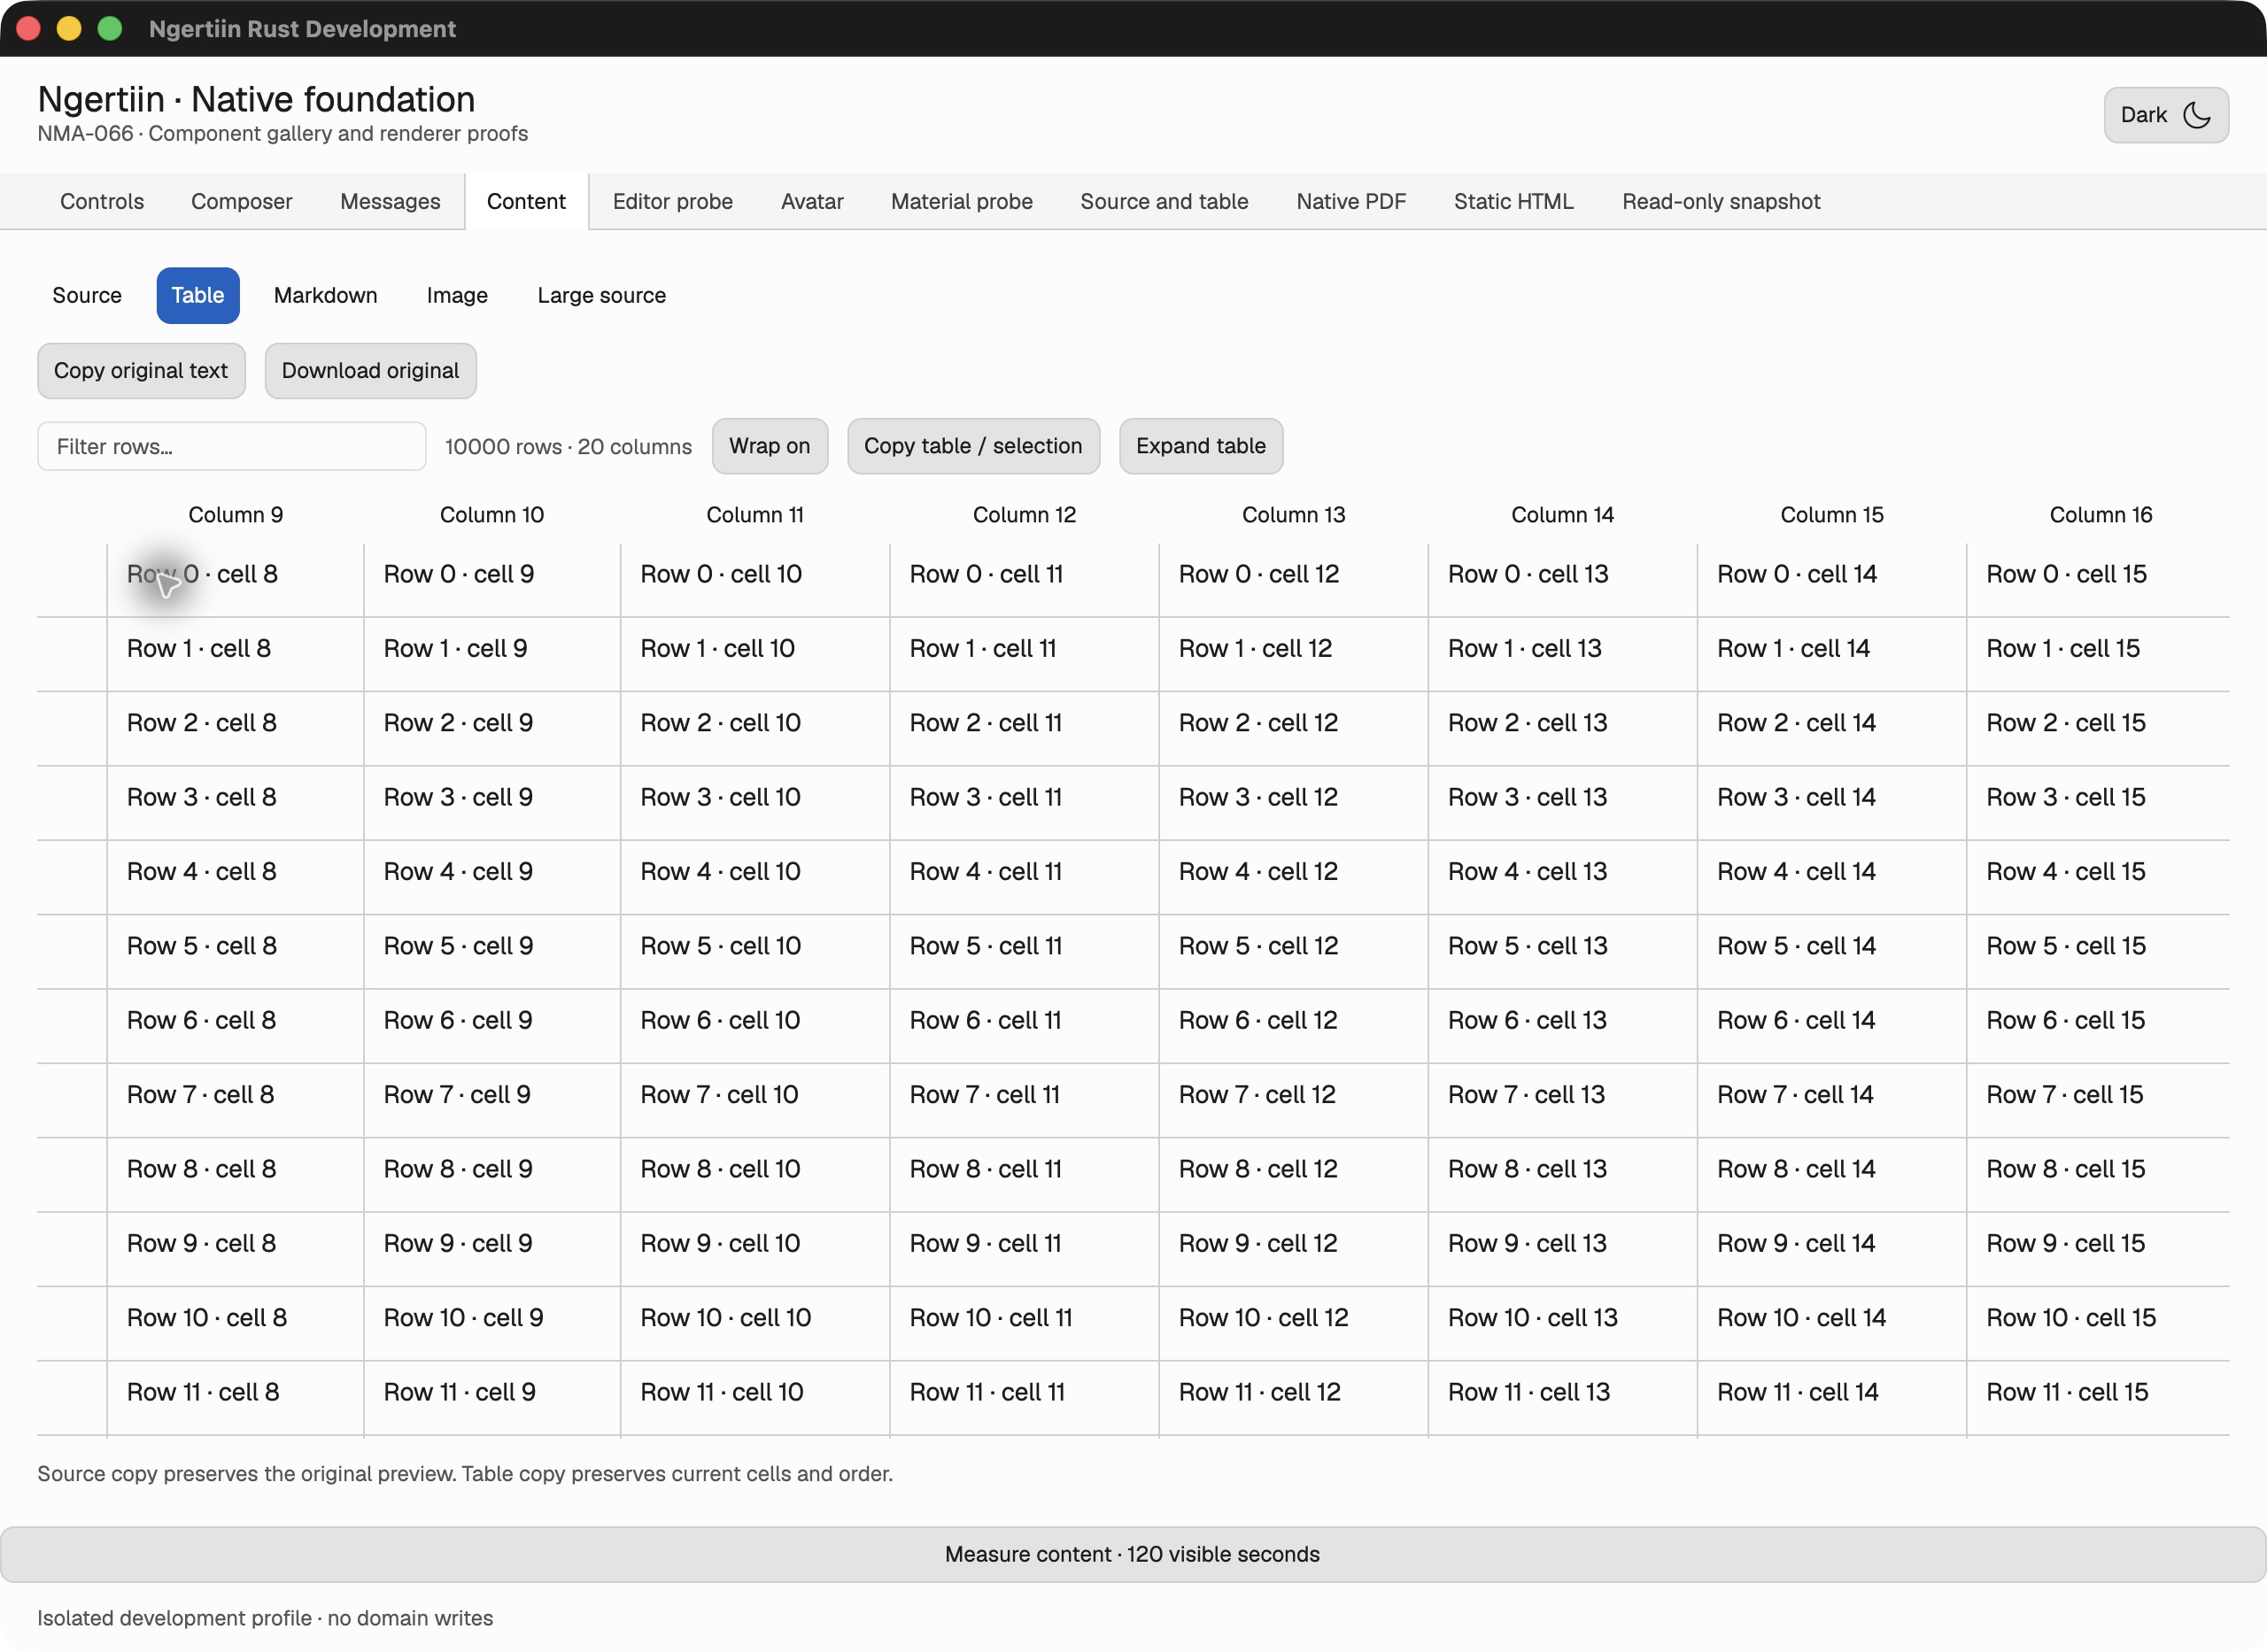 Ngertiin Rust Development
Ngertiin · Native foundation
NMA-066 · Component gallery and renderer proofs
Dark
Controls Composer Messages Content Editor probe Avatar Material probe Source and table Native PDF Static HTML Read-only snapshot
Source Table Markdown Image Large source
Copy original text Download original
Filter rows… 10000 rows · 20 columns Wrap on Copy table / selection Expand table
Column 9 Column 10 Column 11 Column 12 Column 13 Column 14 Column 15 Column 16
Row 0 · cell 8 Row 0 · cell 9 Row 0 · cell 10 Row 0 · cell 11 Row 0 · cell 12 Row 0 · cell 13 Row 0 · cell 14 Row 0 · cell 15
Row 1 · cell 8 Row 1 · cell 9 Row 1 · cell 10 Row 1 · cell 11 Row 1 · cell 12 Row 1 · cell 13 Row 1 · cell 14 Row 1 · cell 15
Row 2 · cell 8 Row 2 · cell 9 Row 2 · cell 10 Row 2 · cell 11 Row 2 · cell 12 Row 2 · cell 13 Row 2 · cell 14 Row 2 · cell 15
Row 3 · cell 8 Row 3 · cell 9 Row 3 · cell 10 Row 3 · cell 11 Row 3 · cell 12 Row 3 · cell 13 Row 3 · cell 14 Row 3 · cell 15
Row 4 · cell 8 Row 4 · cell 9 Row 4 · cell 10 Row 4 · cell 11 Row 4 · cell 12 Row 4 · cell 13 Row 4 · cell 14 Row 4 · cell 15
Row 5 · cell 8 Row 5 · cell 9 Row 5 · cell 10 Row 5 · cell 11 Row 5 · cell 12 Row 5 · cell 13 Row 5 · cell 14 Row 5 · cell 15
Row 6 · cell 8 Row 6 · cell 9 Row 6 · cell 10 Row 6 · cell 11 Row 6 · cell 12 Row 6 · cell 13 Row 6 · cell 14 Row 6 · cell 15
Row 7 · cell 8 Row 7 · cell 9 Row 7 · cell 10 Row 7 · cell 11 Row 7 · cell 12 Row 7 · cell 13 Row 7 · cell 14 Row 7 · cell 15
Row 8 · cell 8 Row 8 · cell 9 Row 8 · cell 10 Row 8 · cell 11 Row 8 · cell 12 Row 8 · cell 13 Row 8 · cell 14 Row 8 · cell 15
Row 9 · cell 8 Row 9 · cell 9 Row 9 · cell 10 Row 9 · cell 11 Row 9 · cell 12 Row 9 · cell 13 Row 9 · cell 14 Row 9 · cell 15
Row 10 · cell 8 Row 10 · cell 9 Row 10 · cell 10 Row 10 · cell 11 Row 10 · cell 12 Row 10 · cell 13 Row 10 · cell 14 Row 10 · cell 15
Row 11 · cell 8 Row 11 · cell 9 Row 11 · cell 10 Row 11 · cell 11 Row 11 · cell 12 Row 11 · cell 13 Row 11 · cell 14 Row 11 · cell 15
Source copy preserves the original preview. Table copy preserves current cells and order.
Measure content · 120 visible seconds
Isolated development profile · no domain writes